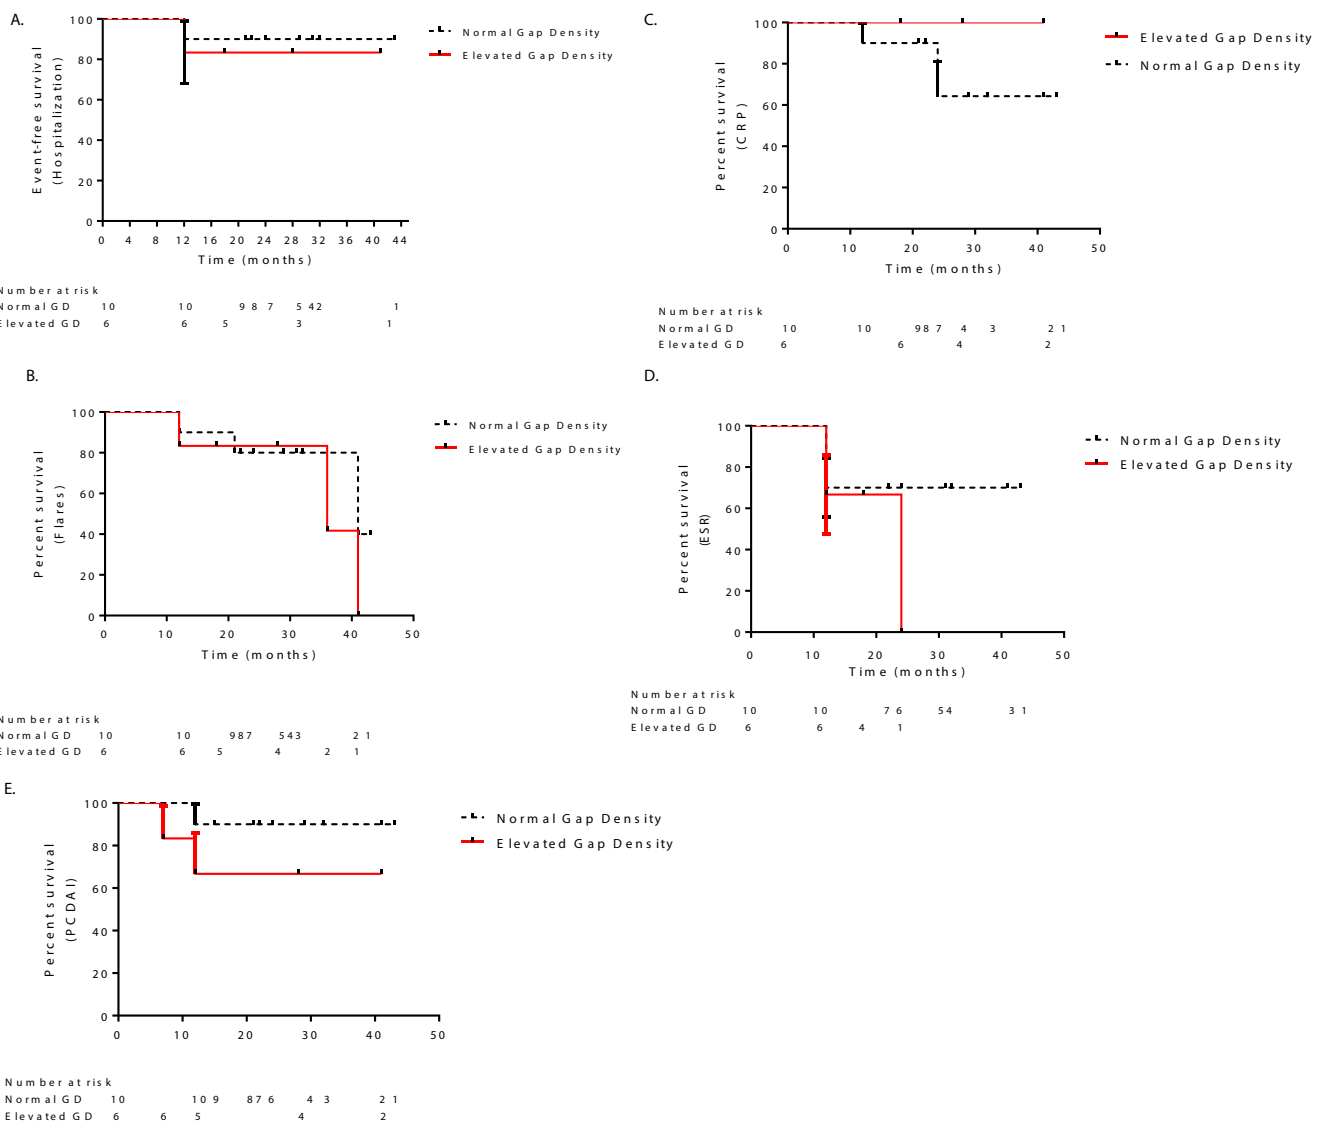 A.
Event-free survival
(Hospitalization)
100
80
60
40
20
0
0 4 8 12 16 20 24 28 32 36 40 44
Time (months)
Normal Gap Density
Elevated Gap Density
Number at risk
Normal GD 10 10 9 8 7 5 4 2 1
Elevated GD 6 6 5 3 1
C.
Percent survival
(CRP)
100
80
60
40
20
0
0 10 20 30 40 50
Time (months)
Elevated Gap Density
Normal Gap Density
Number at risk
Normal GD 10 10 9 8 7 4 3 2 1
Elevated GD 6 6 4 2
B.
Percent survival
(Flares)
100
80
60
40
20
0
0 10 20 30 40 50
Time (months)
Normal Gap Density
Elevated Gap Density
Number at risk
Normal GD 10 10 9 8 7 5 4 3 2 1
Elevated GD 6 6 5 4 2 1
D.
Percent survival
(ESR)
100
80
60
40
20
0
0 10 20 30 40 50
Time (months)
Normal Gap Density
Elevated Gap Density
Number at risk
Normal GD 10 10 7 6 5 4 3 1
Elevated GD 6 6 4 1
E.
Percent survival
(PCDAI)
100
80
60
40
20
0
0 10 20 30 40 50
Normal Gap Density
Elevated Gap Density
Number at risk
Normal GD 10 10 9 8 7 6 4 3 2 1
Elevated GD 6 6 5 4 2